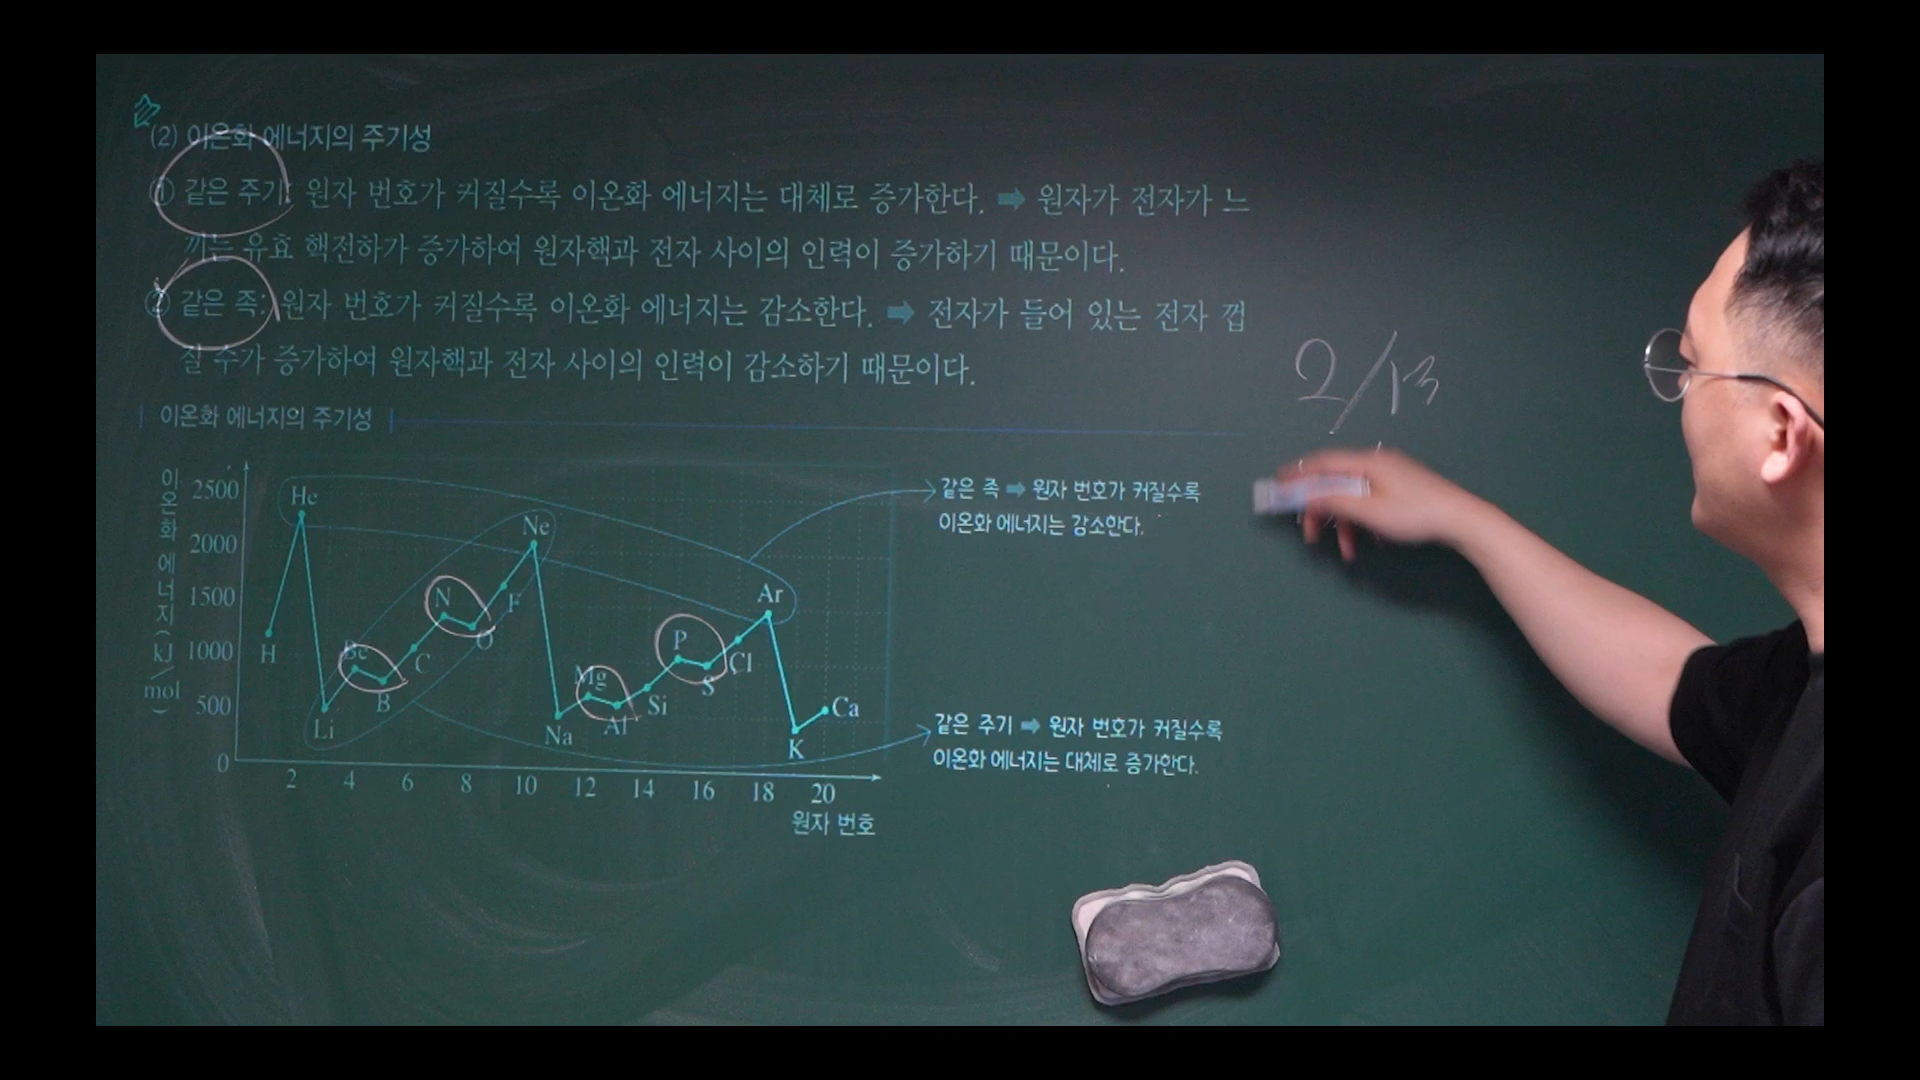 (2) 이온화 에너지의 주기성
① 같은 주기: 원자 번호가 커질수록 이온화 에너지는 대체로 증가한다. ➡ 원자가 전자가 느
끼는 유효 핵전하가 증가하여 원자핵과 전자 사이의 인력이 증가하기 때문이다.
② 같은 족: 원자 번호가 커질수록 이온화 에너지는 감소한다. ➡ 전자가 들어 있는 전자 껍
질 수가 증가하여 원자핵과 전자 사이의 인력이 감소하기 때문이다.
2/13
이온화 에너지의 주기성
이온화 에너지(kJ/mol)
2500
2000
1500
1000
500
0
He
Ne
N
F
Ar
H
Be
C
O
P
Cl
Mg
S
B
Si
Li
Al
Na
Ca
K
같은 족 ➡ 원자 번호가 커질수록
이온화 에너지는 감소한다.
같은 주기 ➡ 원자 번호가 커질수록
이온화 에너지는 대체로 증가한다.
2 4 6 8 10 12 14 16 18 20
원자 번호